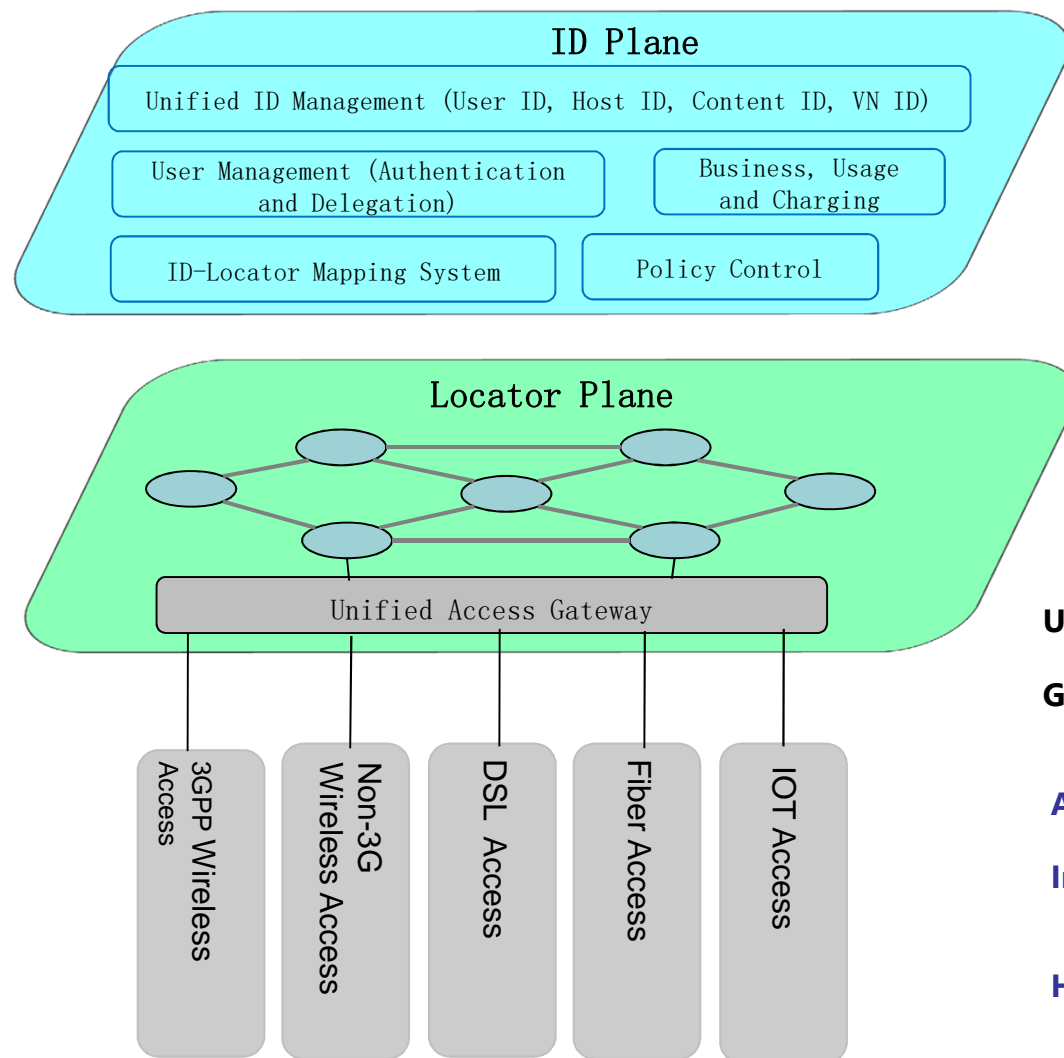 ID Plane
Unified ID Management (User ID, Host ID, Content ID, VN ID)
User Management (Authentication
and Delegation)
Business, Usage
and Charging
ID-Locator Mapping System
Policy Control
Locator Plane
Unified Access Gateway
3GPP Wireless
Access
Non-3G
Wireless Access
DSL Access
Fiber Access
IOT Access